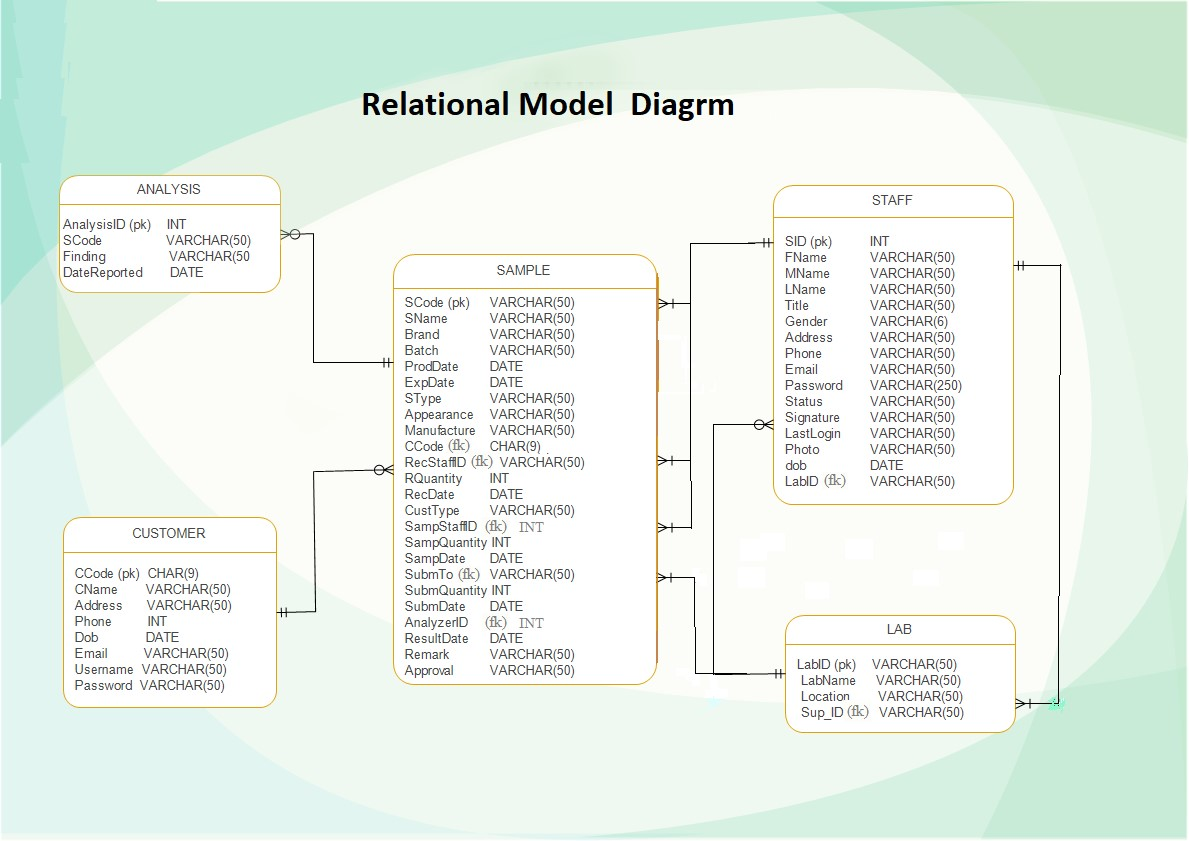 Relational Model Diagrm
ANALYSIS
AnalysisID (pk) INT
SCode VARCHAR(50)
Finding VARCHAR(50
DateReported DATE
CUSTOMER
CCode (pk) CHAR(9)
CName VARCHAR(50)
Address VARCHAR(50)
Phone INT
Dob DATE
Email VARCHAR(50)
Username VARCHAR(50)
Password VARCHAR(50)
SAMPLE
SCode (pk) VARCHAR(50)
SName VARCHAR(50)
Brand VARCHAR(50)
Batch VARCHAR(50)
ProdDate DATE
ExpDate DATE
SType VARCHAR(50)
Appearance VARCHAR(50)
Manufacture VARCHAR(50)
CCode (fk) CHAR(9)
RecStaffID (fk) VARCHAR(50)
RQuantity INT
RecDate DATE
CustType VARCHAR(50)
SampStaffID (fk) INT
SampQuantity INT
SampDate DATE
SubmTo (fk) VARCHAR(50)
SubmQuantity INT
SubmDate DATE
AnalyzerID (fk) INT
ResultDate DATE
Remark VARCHAR(50)
Approval VARCHAR(50)
STAFF
SID (pk) INT
FName VARCHAR(50)
MName VARCHAR(50)
LName VARCHAR(50)
Title VARCHAR(50)
Gender VARCHAR(6)
Address VARCHAR(50)
Phone VARCHAR(50)
Email VARCHAR(50)
Password VARCHAR(250)
Status VARCHAR(50)
Signature VARCHAR(50)
LastLogin VARCHAR(50)
Photo VARCHAR(50)
dob DATE
LabID (fk) VARCHAR(50)
LAB
LabID (pk) VARCHAR(50)
LabName VARCHAR(50)
Location VARCHAR(50)
Sup_ID (fk) VARCHAR(50)